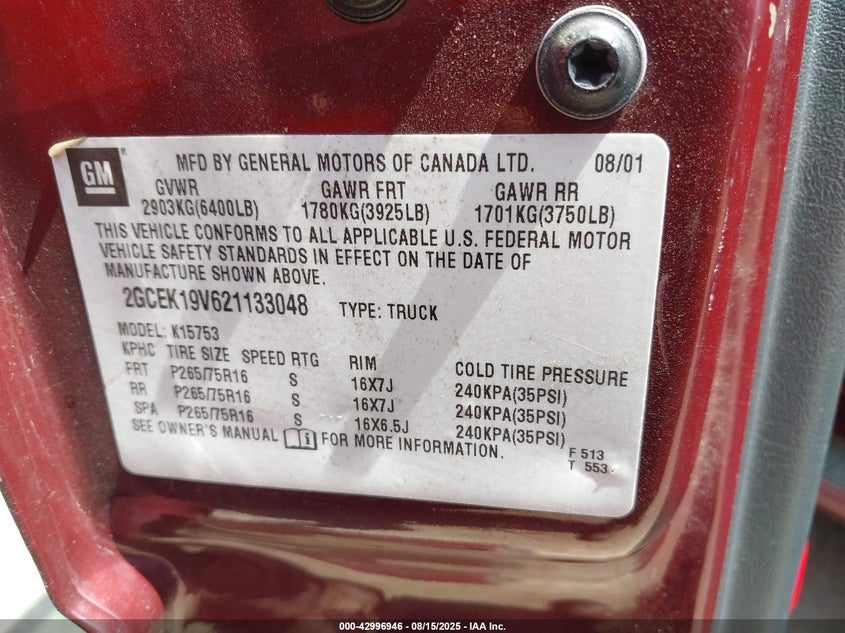 GM ® MFD BY GENERAL MOTORS OF CANADA LTD. 08/01
GVWR GAWR FRT GAWR RR
2903KG(6400LB) 1780KG(3925LB) 1701KG(3750LB)
THIS VEHICLE CONFORMS TO ALL APPLICABLE U.S. FEDERAL MOTOR
VEHICLE SAFETY STANDARDS IN EFFECT ON THE DATE OF
MANUFACTURE SHOWN ABOVE.
2GCEK19V621133048 TYPE: TRUCK
MODEL: K15753
KPHC TIRE SIZE SPEED RTG RIM COLD TIRE PRESSURE
FRT P265/75R16 S 16X7J 240KPA(35PSI)
RR P265/75R16 S 16X7J 240KPA(35PSI)
SPA P265/75R16 S 16X6.5J 240KPA(35PSI)
SEE OWNER'S MANUAL i FOR MORE INFORMATION.
F 513
T 553
000-42996946 - 08/15/2025 - IAA Inc.